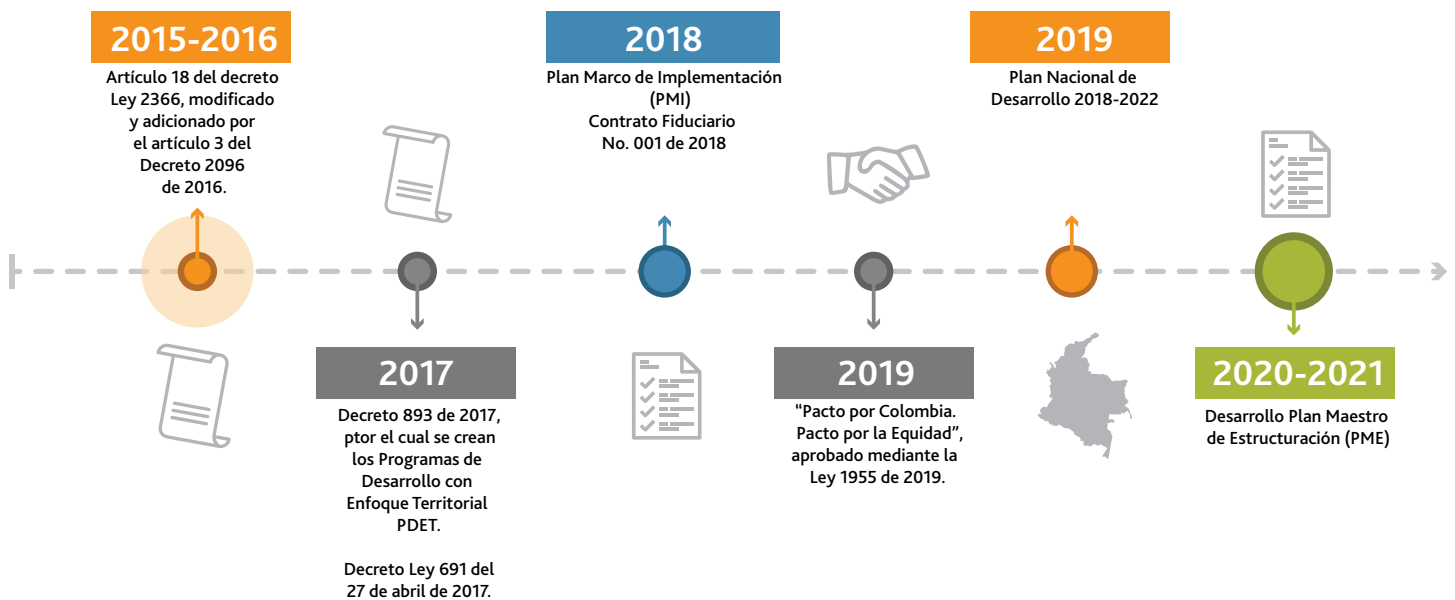 2015-2016
Artículo 18 del decreto
Ley 2366, modificado
y adicionado por
el artículo 3 del
Decreto 2096
de 2016.
2017
Decreto 893 de 2017,
ptor el cual se crean
los Programas de
Desarrollo con
Enfoque Territorial
PDET.
Decreto Ley 691 del
27 de abril de 2017.
2018
Plan Marco de Implementación
(PMI)
Contrato Fiduciario
No. 001 de 2018
2019
“Pacto por Colombia.
Pacto por la Equidad”,
aprobado mediante la
Ley 1955 de 2019.
2019
Plan Nacional de
Desarrollo 2018-2022
2020-2021
Desarrollo Plan Maestro
de Estructuración (PME)